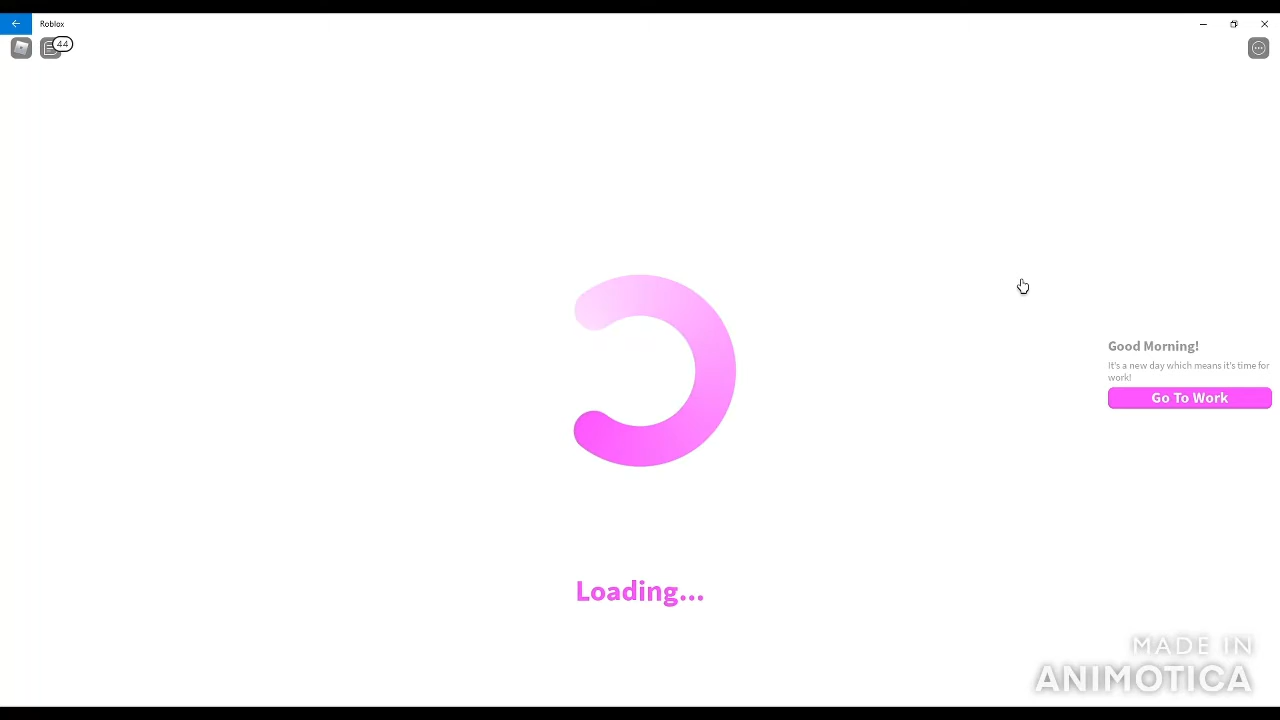 Roblox
44
Good Morning!
It's a new day which means it's time for
work!
Go To Work
Loading...
MADE IN
ANIMOTICA